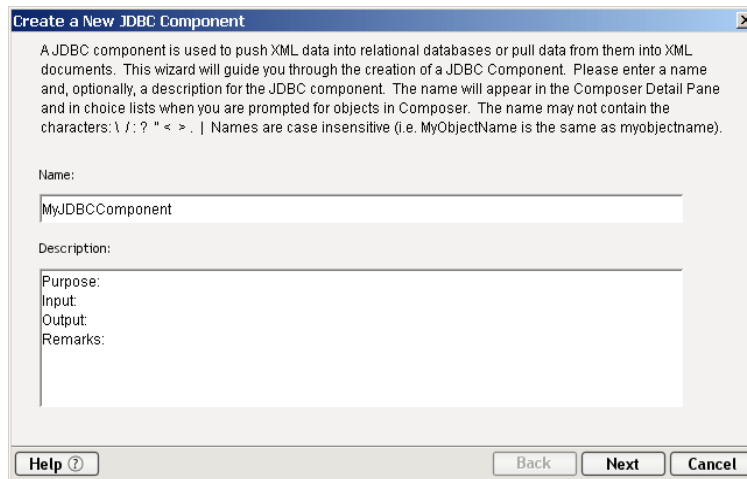 Create a New JDBC Component
A JDBC component is used to push XML data into relational databases or pull data from them into XML
documents. This wizard will guide you through the creation of a JDBC Component. Please enter a name
and, optionally, a description for the JDBC component. The name will appear in the Composer Detail Pane
and in choice lists when you are prompted for objects in Composer. The name may not contain the
characters: \ / : ? " < > . | Names are case insensitive (i.e. MyObjectName is the same as myobjectname).
Name:
MyJDBCComponent
Description:
Purpose:
Input:
Output:
Remarks:
Help ?
Back
Next
Cancel